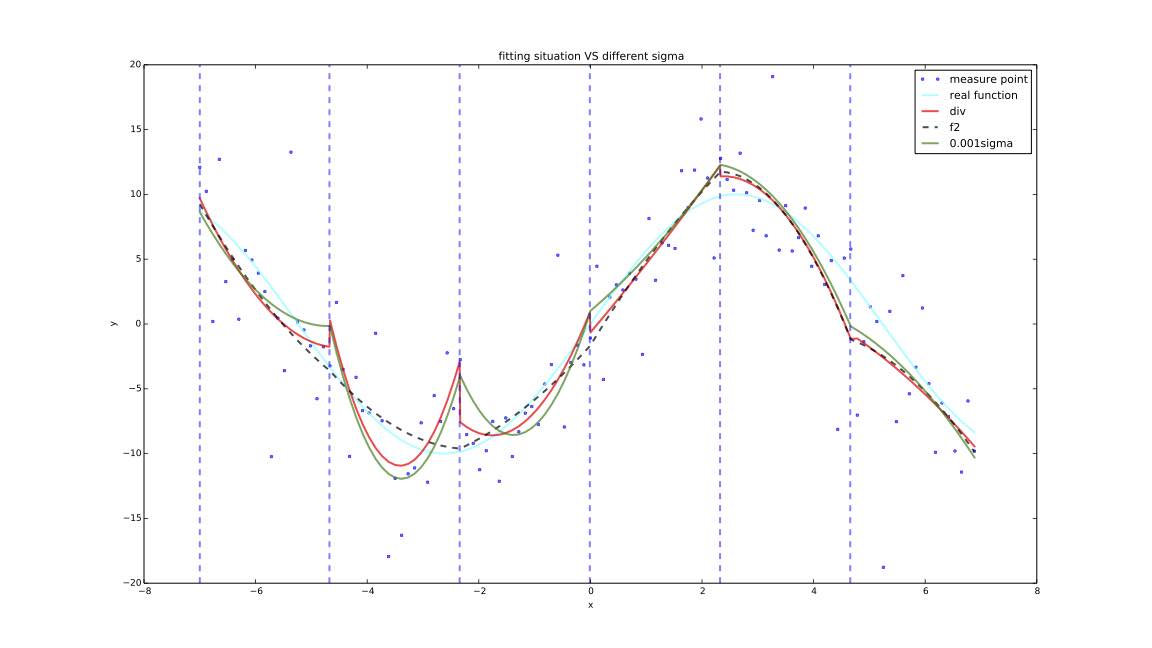 fitting situation VS different sigma
20
15
10
5
0
−5
−10
−15
−20
y
measure point
real function
div
f2
0.001sigma
−8 −6 −4 −2 0 2 4 6 8
x